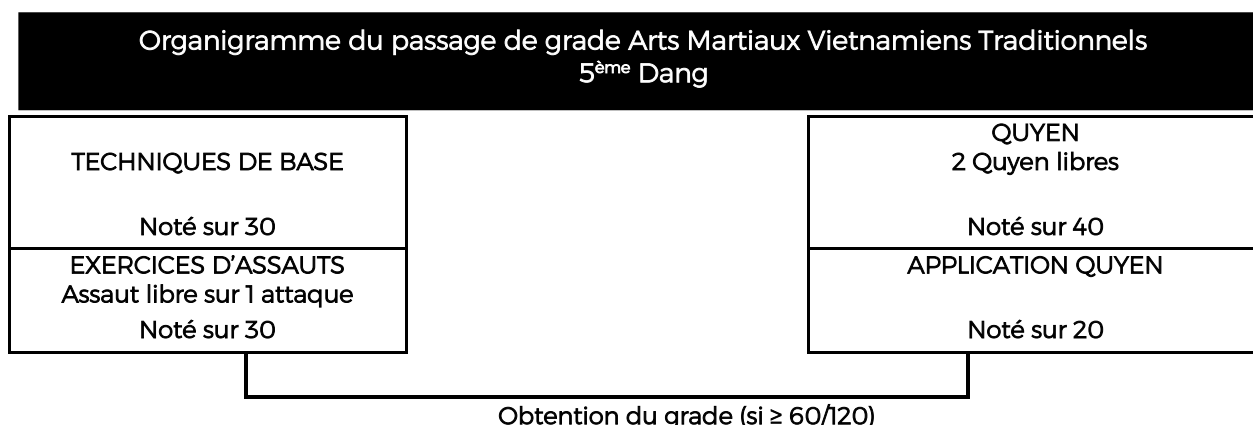 Organigramme du passage de grade Arts Martiaux Vietnamiens Traditionnels
5ème Dang
TECHNIQUES DE BASE
Noté sur 30
EXERCICES D'ASSAUTS
Assaut libre sur 1 attaque
Noté sur 30
QUYEN
2 Quyen libres
Noté sur 40
APPLICATION QUYEN
Noté sur 20
Obtention du grade (si ≥ 60/120)